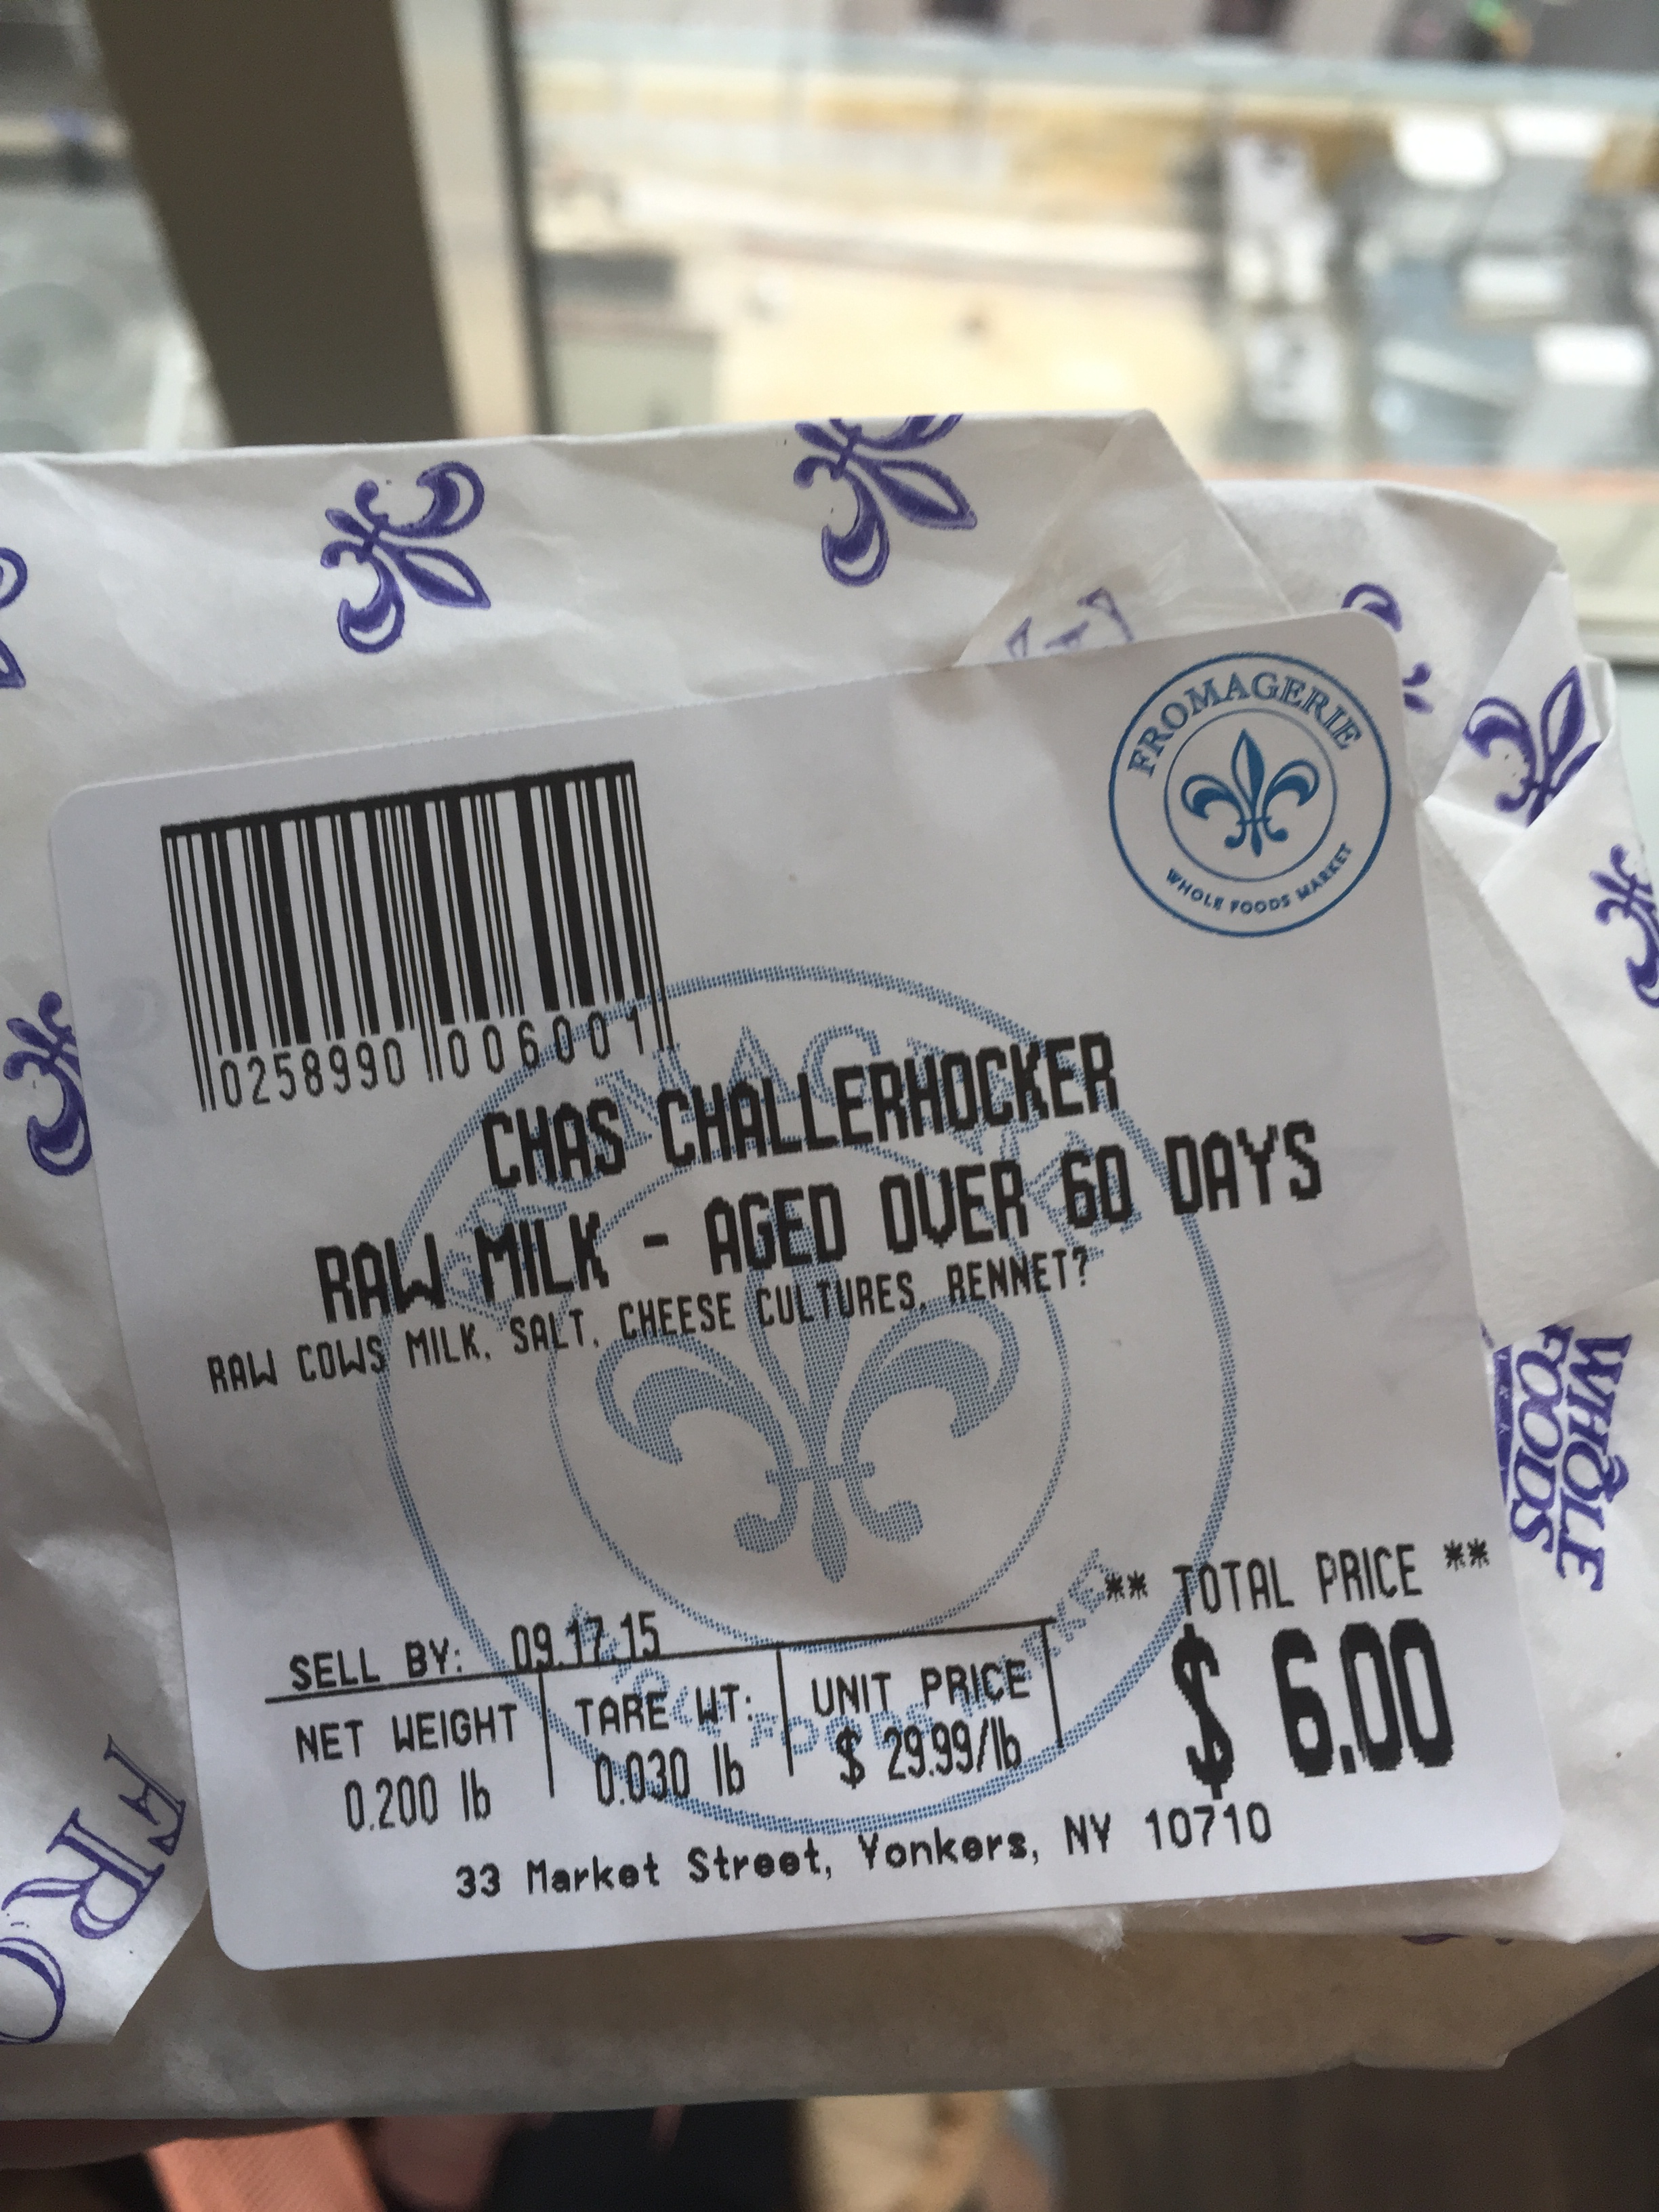 FROMAGERIE
WHOLE FOODS MARKET
0258990 006001
CHAS CHALLERHOCKER
RAW MILK - AGED OVER 60 DAYS
RAW COWS MILK, SALT, CHEESE CULTURES, RENNET?
WHOLE
FOODS
** TOTAL PRICE **
SELL BY: 09.17.15
$ 6.00
NET WEIGHT TARE WT: UNIT PRICE
0.200 lb 0.030 lb $ 29.99/lb
33 Market Street, Yonkers, NY 10710
FRO